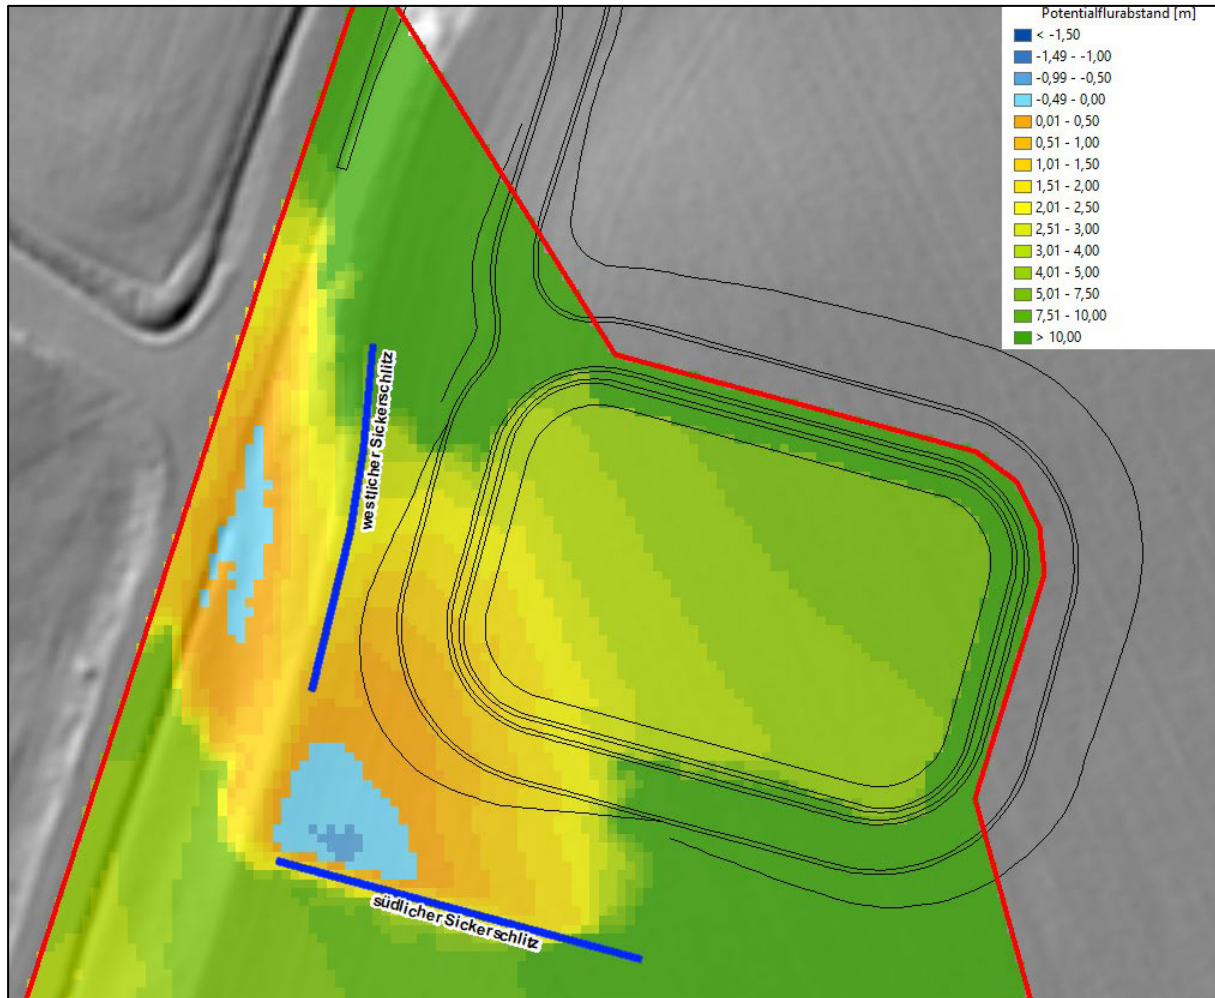 Potentialflurabstand [m]
< -1,50
-1,49 - -1,00
-0,99 - -0,50
-0,49 - 0,00
0,01 - 0,50
0,51 - 1,00
1,01 - 1,50
1,51 - 2,00
2,01 - 2,50
2,51 - 3,00
3,01 - 4,00
4,01 - 5,00
5,01 - 7,50
7,51 - 10,00
> 10,00
westlicher Sickerschlitz
südlicher Sickerschlitz